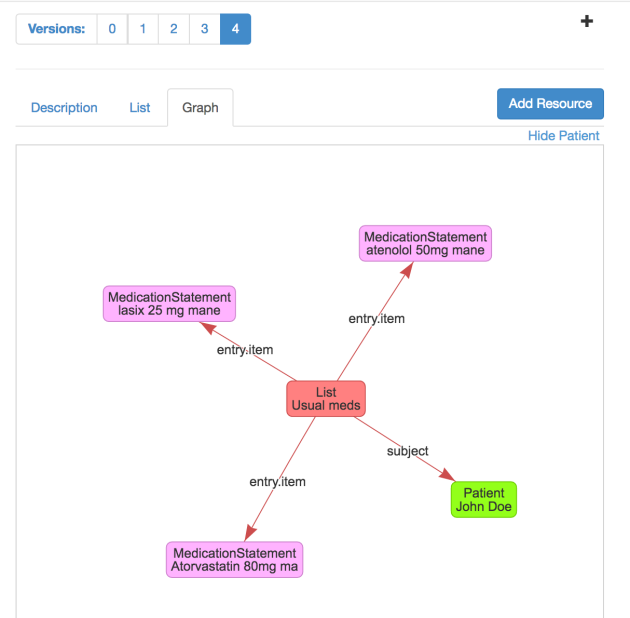 Versions: 0 1 2 3 4
Description List Graph Add Resource
Hide Patient
MedicationStatement
atenolol 50mg mane
MedicationStatement
lasix 25 mg mane
entry.item
entry.item
List
Usual meds
subject
entry.item
Patient
John Doe
MedicationStatement
Atorvastatin 80mg ma